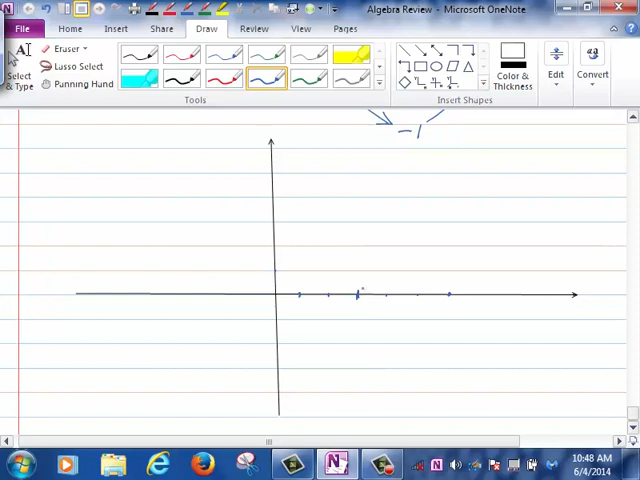 Algebra Review - Microsoft OneNote
File Home Insert Share Draw Review View Pages
Select & Type
Eraser
Lasso Select
Panning Hand
Tools
Insert Shapes
Color & Thickness
Edit
Convert
-1
10:48 AM
6/4/2014